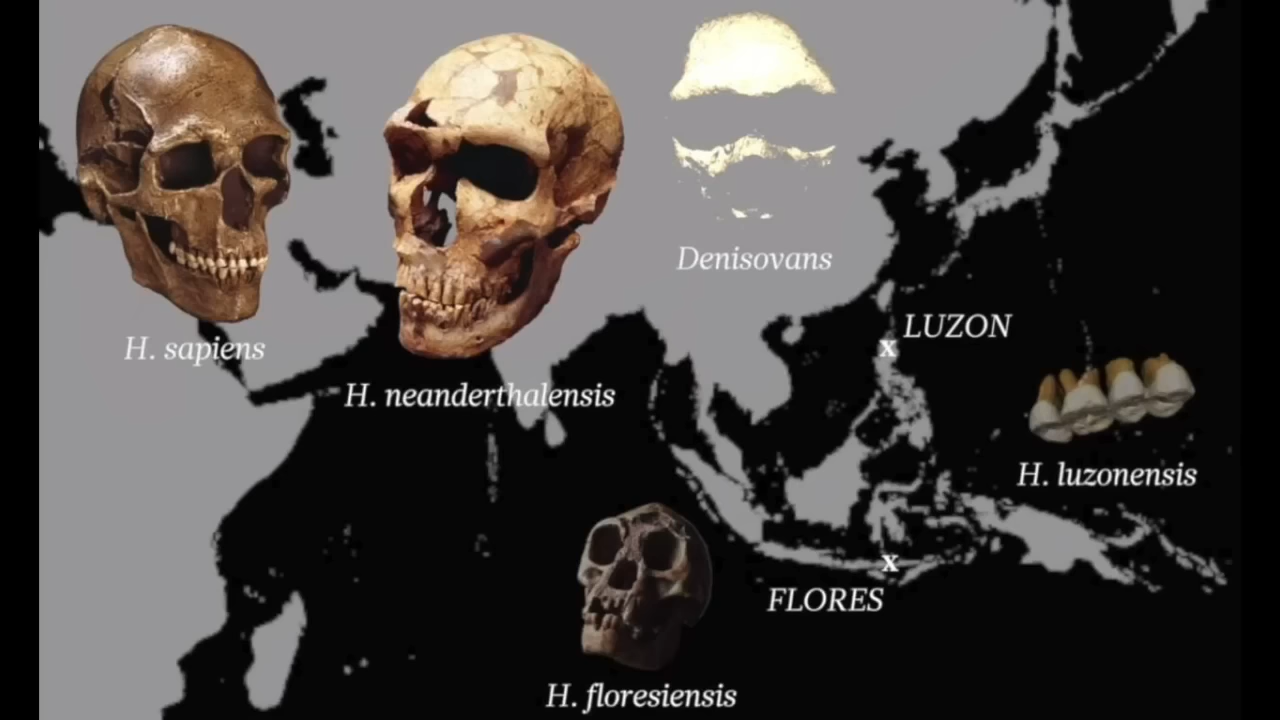 Denisovans
LUZON
x
H. sapiens
H. neanderthalensis
H. luzonensis
x
FLORES
H. floresiensis